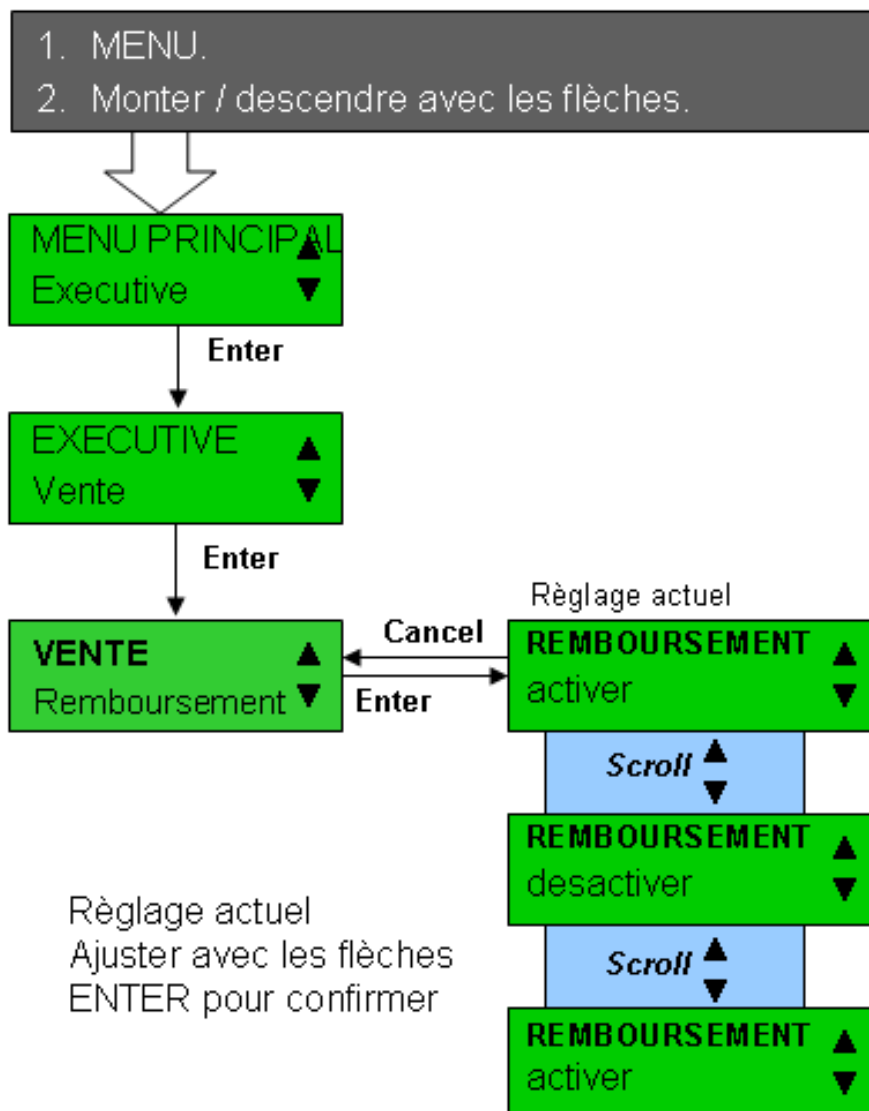 1. MENU.
2. Monter / descendre avec les flèches.
MENU PRINCIPAL
Executive
Enter
EXECUTIVE
Vente
Enter
VENTE
Remboursement
Cancel
Enter
Règlage actuel
REMBOURSEMENT
activer
Scroll
REMBOURSEMENT
desactiver
Scroll
REMBOURSEMENT
activer
Règlage actuel
Ajuster avec les flèches
ENTER pour confirmer